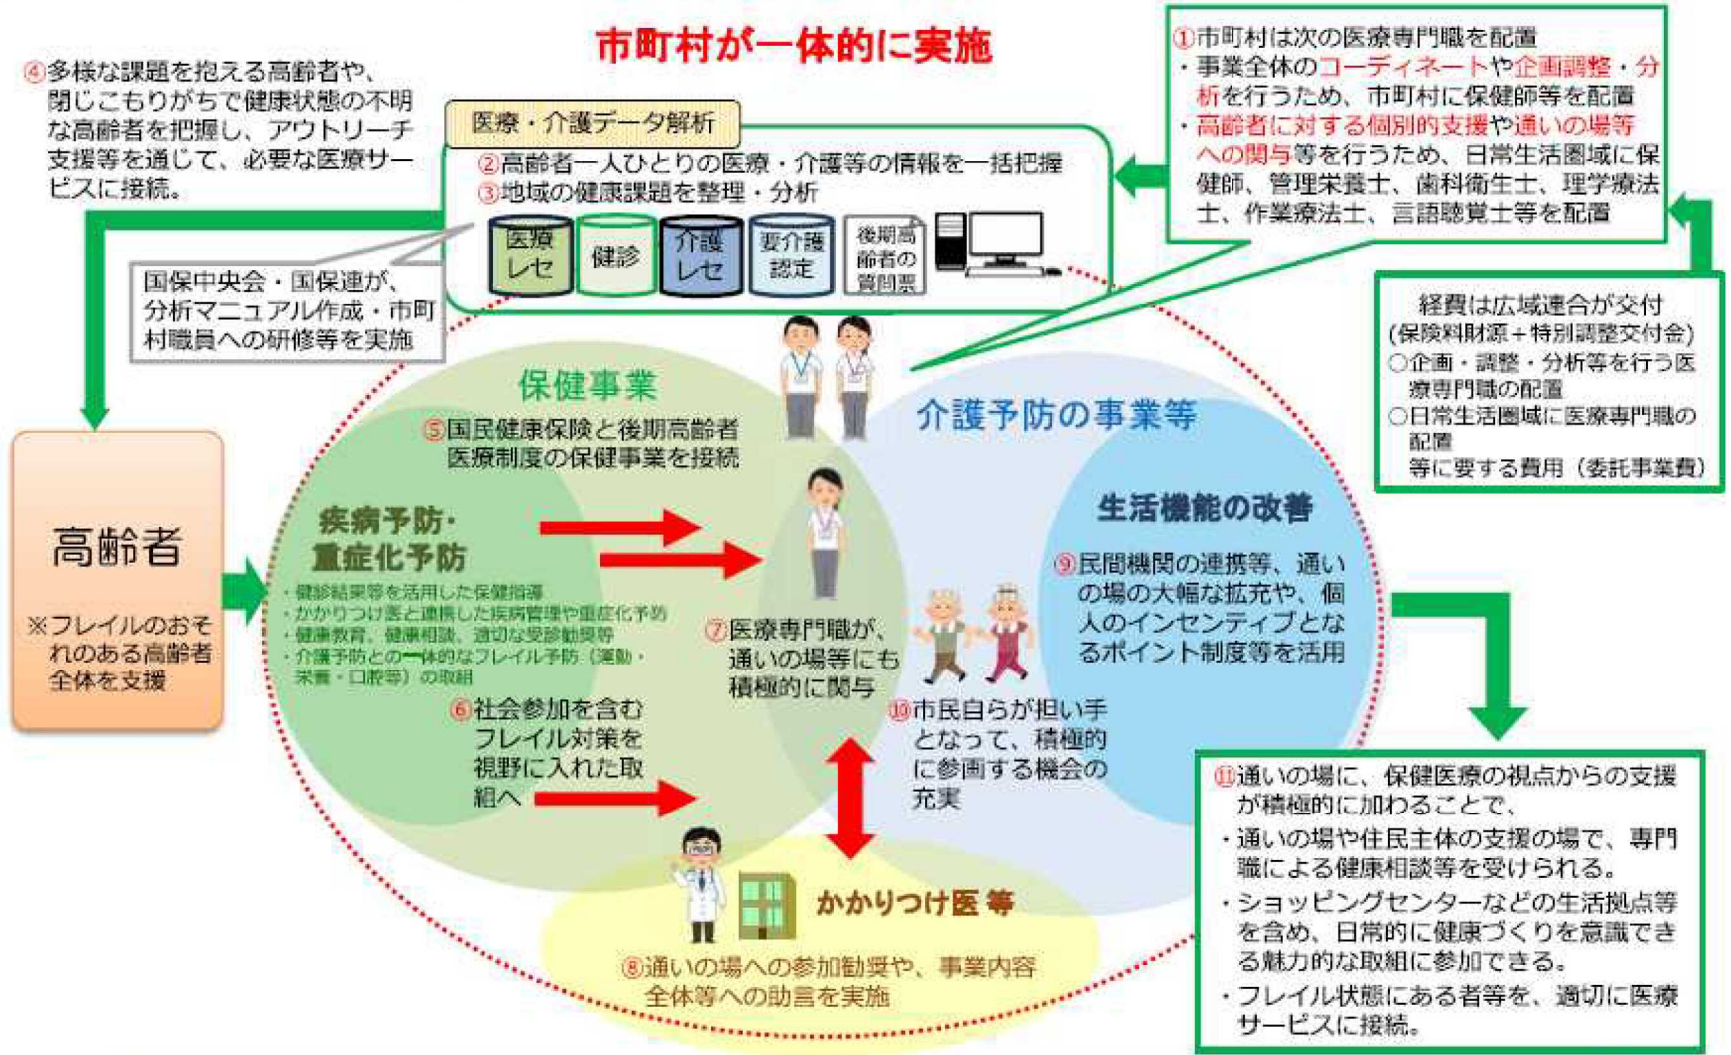 市町村が一体的に実施
④多様な課題を抱える高齢者や、
閉じこもりがちで健康状態の不明
な高齢者を把握し、アウトリーチ
支援等を通じて、必要な医療サー
ビスに接続。
医療・介護データ解析
②高齢者一人ひとりの医療・介護等の情報を一括把握
③地域の健康課題を整理・分析
医療
レセ
健診
介護
レセ
要介護
認定
後期高
齢者の
質問票
国保中央会・国保連が、
分析マニュアル作成・市町
村職員への研修等を実施
①市町村は次の医療専門職を配置
・事業全体のコーディネートや企画調整・分
析を行うため、市町村に保健師等を配置
・高齢者に対する個別的支援や通いの場等
への関与等を行うため、日常生活圏域に保
健師、管理栄養士、歯科衛生士、理学療法
士、作業療法士、言語聴覚士等を配置
経費は広域連合が交付
(保険料財源+特別調整交付金)
○企画・調整・分析等を行う医
療専門職の配置
○日常生活圏域に医療専門職の
配置
等に要する費用(委託事業費)
高齢者
※フレイルのおそ
れのある高齢者
全体を支援
保健事業
⑤国民健康保険と後期高齢者
医療制度の保健事業を接続
疾病予防・
重症化予防
・健診結果等を活用した保健指導
・かかりつけ医と連携した疾病管理や重症化予防
・健康教育、健康相談、適切な受診勧奨等
・介護予防との一体的なフレイル予防(運動・
栄養・口腔等)の取組
⑥社会参加を含む
フレイル対策を
視野に入れた取
組へ
⑦医療専門職が、
通いの場等にも
積極的に関与
介護予防の事業等
生活機能の改善
⑨民間機関の連携等、通い
の場の大幅な拡充や、個
人のインセンティブとな
るポイント制度等を活用
⑩市民自らが担い手
となって、積極的
に参画する機会の
充実
かかりつけ医 等
⑧通いの場への参加勧奨や、事業内容
全体等への助言を実施
⑪通いの場に、保健医療の視点からの支援
が積極的に加わることで、
・通いの場や住民主体の支援の場で、専門
職による健康相談等を受けられる。
・ショッピングセンターなどの生活拠点等
を含め、日常的に健康づくりを意識でき
る魅力的な取組に参加できる。
・フレイル状態にある者等を、適切に医療
サービスに接続。